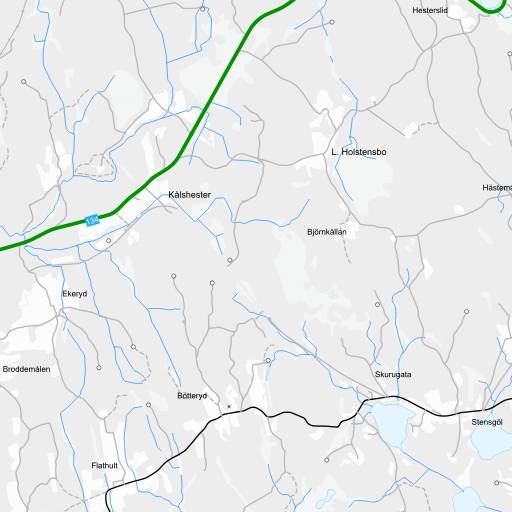 Hesterslid
L. Holstensbo
Kålshester
Hästema
134
Björnkällan
Ekeryd
Broddemålen
Skurugata
Bötteryd
Stensgöl
Flathult